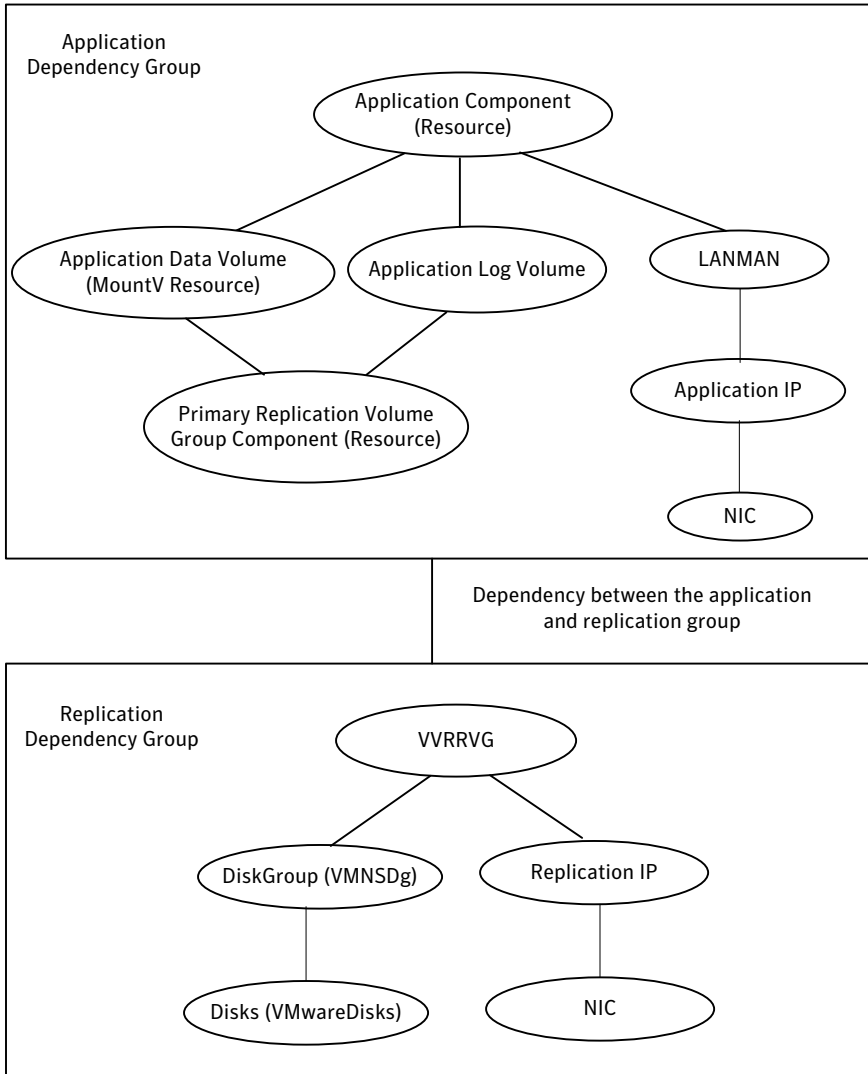 Application
Dependency Group
Application Component
(Resource)
Application Data Volume
(MountV Resource)
Application Log Volume
LANMAN
Primary Replication Volume
Group Component (Resource)
Application IP
NIC
Dependency between the application
and replication group
Replication
Dependency Group
VVRRVG
DiskGroup (VMNSDg)
Replication IP
Disks (VMwareDisks)
NIC